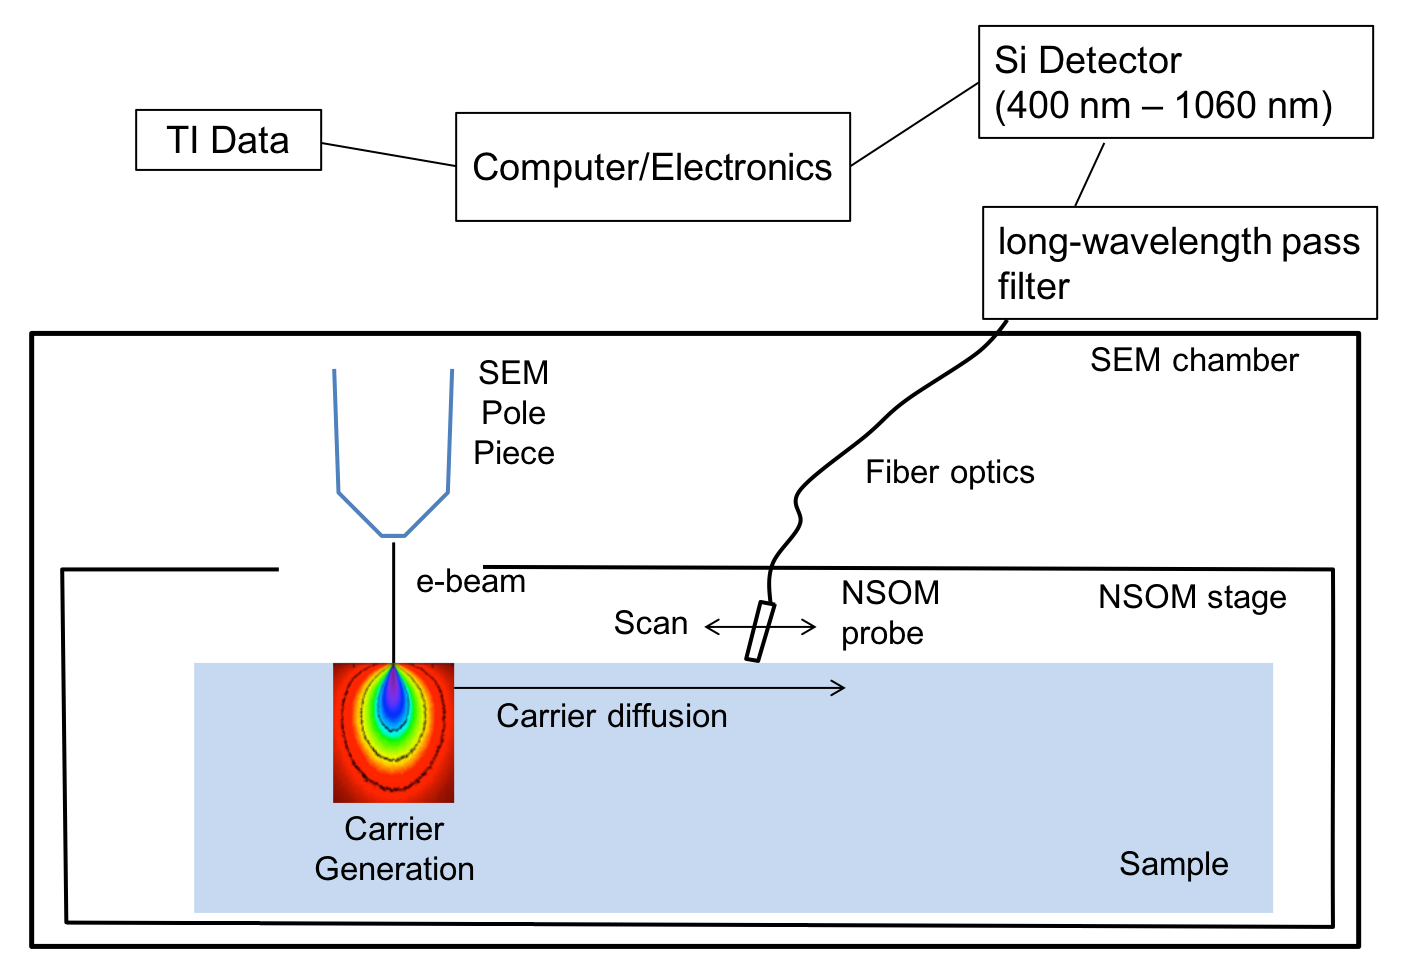 Si Detector
(400 nm – 1060 nm)
TI Data
Computer/Electronics
long-wavelength pass
filter
SEM chamber
SEM
Pole
Piece
Fiber optics
e-beam
NSOM
probe
NSOM stage
Scan
Carrier diffusion
Carrier
Generation
Sample